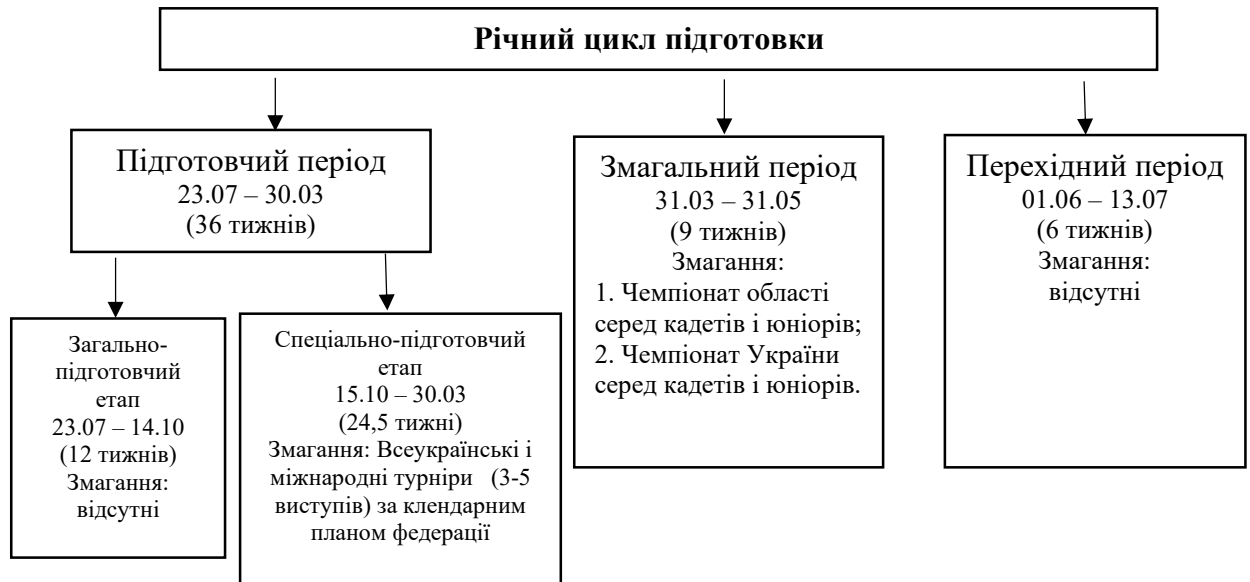 Річний цикл підготовки
Підготовчий період
23.07 – 30.03
(36 тижнів)
Змагальний період
31.03 – 31.05
(9 тижнів)
Змагання:
1. Чемпіонат області
серед кадетів і юніорів;
2. Чемпіонат України
серед кадетів і юніорів.
Перехідний період
01.06 – 13.07
(6 тижнів)
Змагання:
відсутні
Загально-
підготовчий
етап
23.07 – 14.10
(12 тижнів)
Змагання:
відсутні
Спеціально-підготовчий
етап
15.10 – 30.03
(24,5 тижні)
Змагання: Всеукраїнські і
міжнародні турніри (3-5
виступів) за клендарним
планом федерації